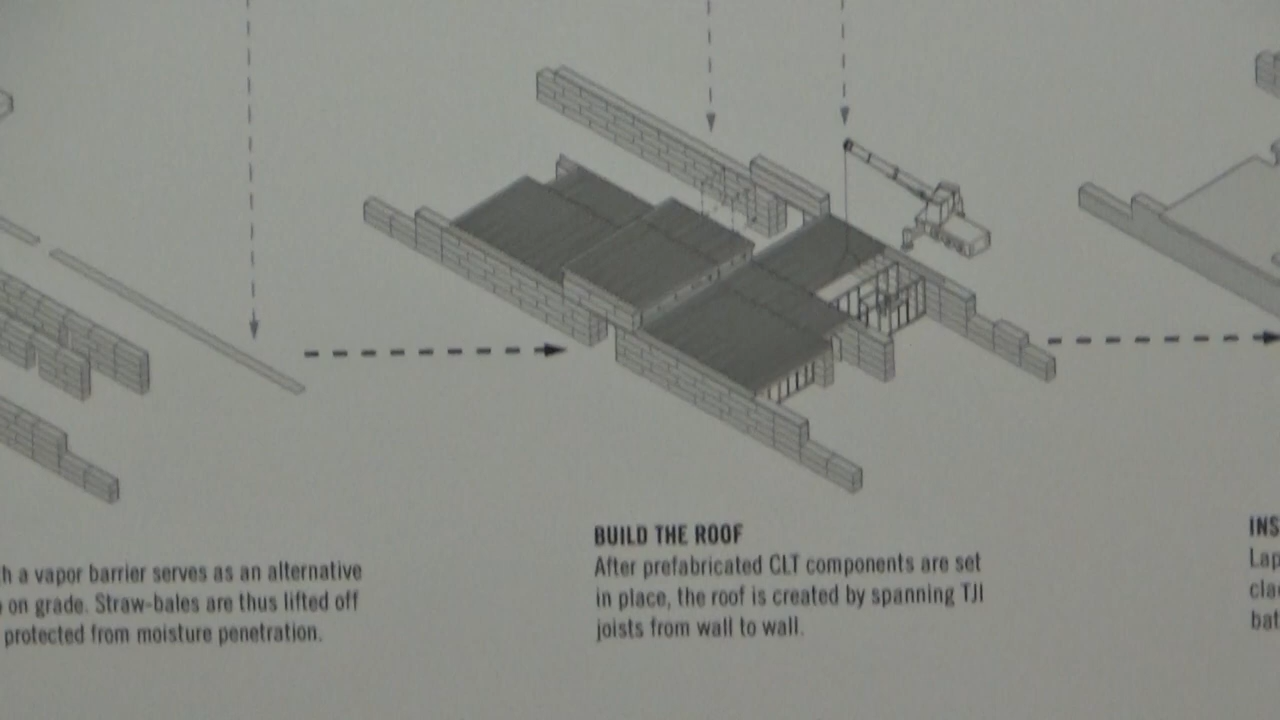 h a vapor barrier serves as an alternative
on grade. Straw-bales are thus lifted off
protected from moisture penetration.
BUILD THE ROOF
After prefabricated CLT components are set
in place, the roof is created by spanning TJI
joists from wall to wall.
INS
Lap
cla
bat